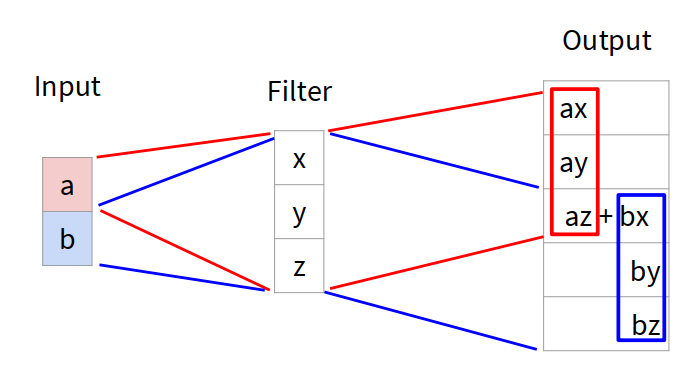 Input
a
b
Filter
x
y
z
Output
ax
ay
az + bx
by
bz